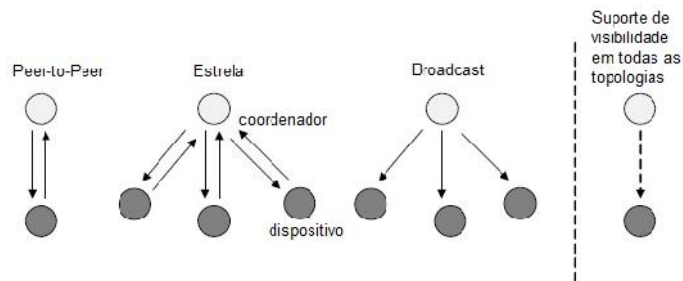 Suporte de
visibilidade
em todas as
topologias
Peer-to-Peer
Estrela
Broadcast
coordenador
dispositivo